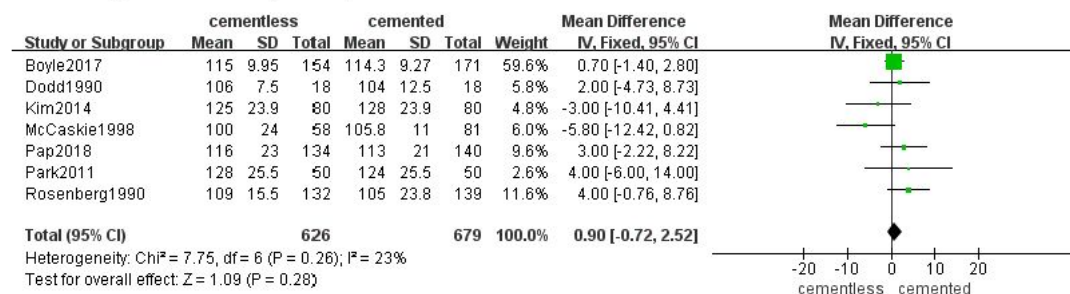 cementless cemented Mean Difference Mean Difference
Study or Subgroup Mean SD Total Mean SD Total Weight IV, Fixed, 95% CI IV, Fixed, 95% CI
Boyle2017 115 9.95 154 114.3 9.27 171 59.6% 0.70 [-1.40, 2.80]
Dodd1990 106 7.5 18 104 12.5 18 5.8% 2.00 [-4.73, 8.73]
Kim2014 125 23.9 80 128 23.9 80 4.8% -3.00 [-10.41, 4.41]
McCaskie1998 100 24 58 105.8 11 81 6.0% -5.80 [-12.42, 0.82]
Pap2018 116 23 134 113 21 140 9.6% 3.00 [-2.22, 8.22]
Park2011 128 25.5 50 124 25.5 50 2.6% 4.00 [-6.00, 14.00]
Rosenberg1990 109 15.5 132 105 23.8 139 11.6% 4.00 [-0.76, 8.76]
Total (95% CI) 626 679 100.0% 0.90 [-0.72, 2.52]
Heterogeneity: Chi² = 7.75, df = 6 (P = 0.26); I² = 23%
Test for overall effect: Z = 1.09 (P = 0.28)
-20 -10 0 10 20
cementless cemented